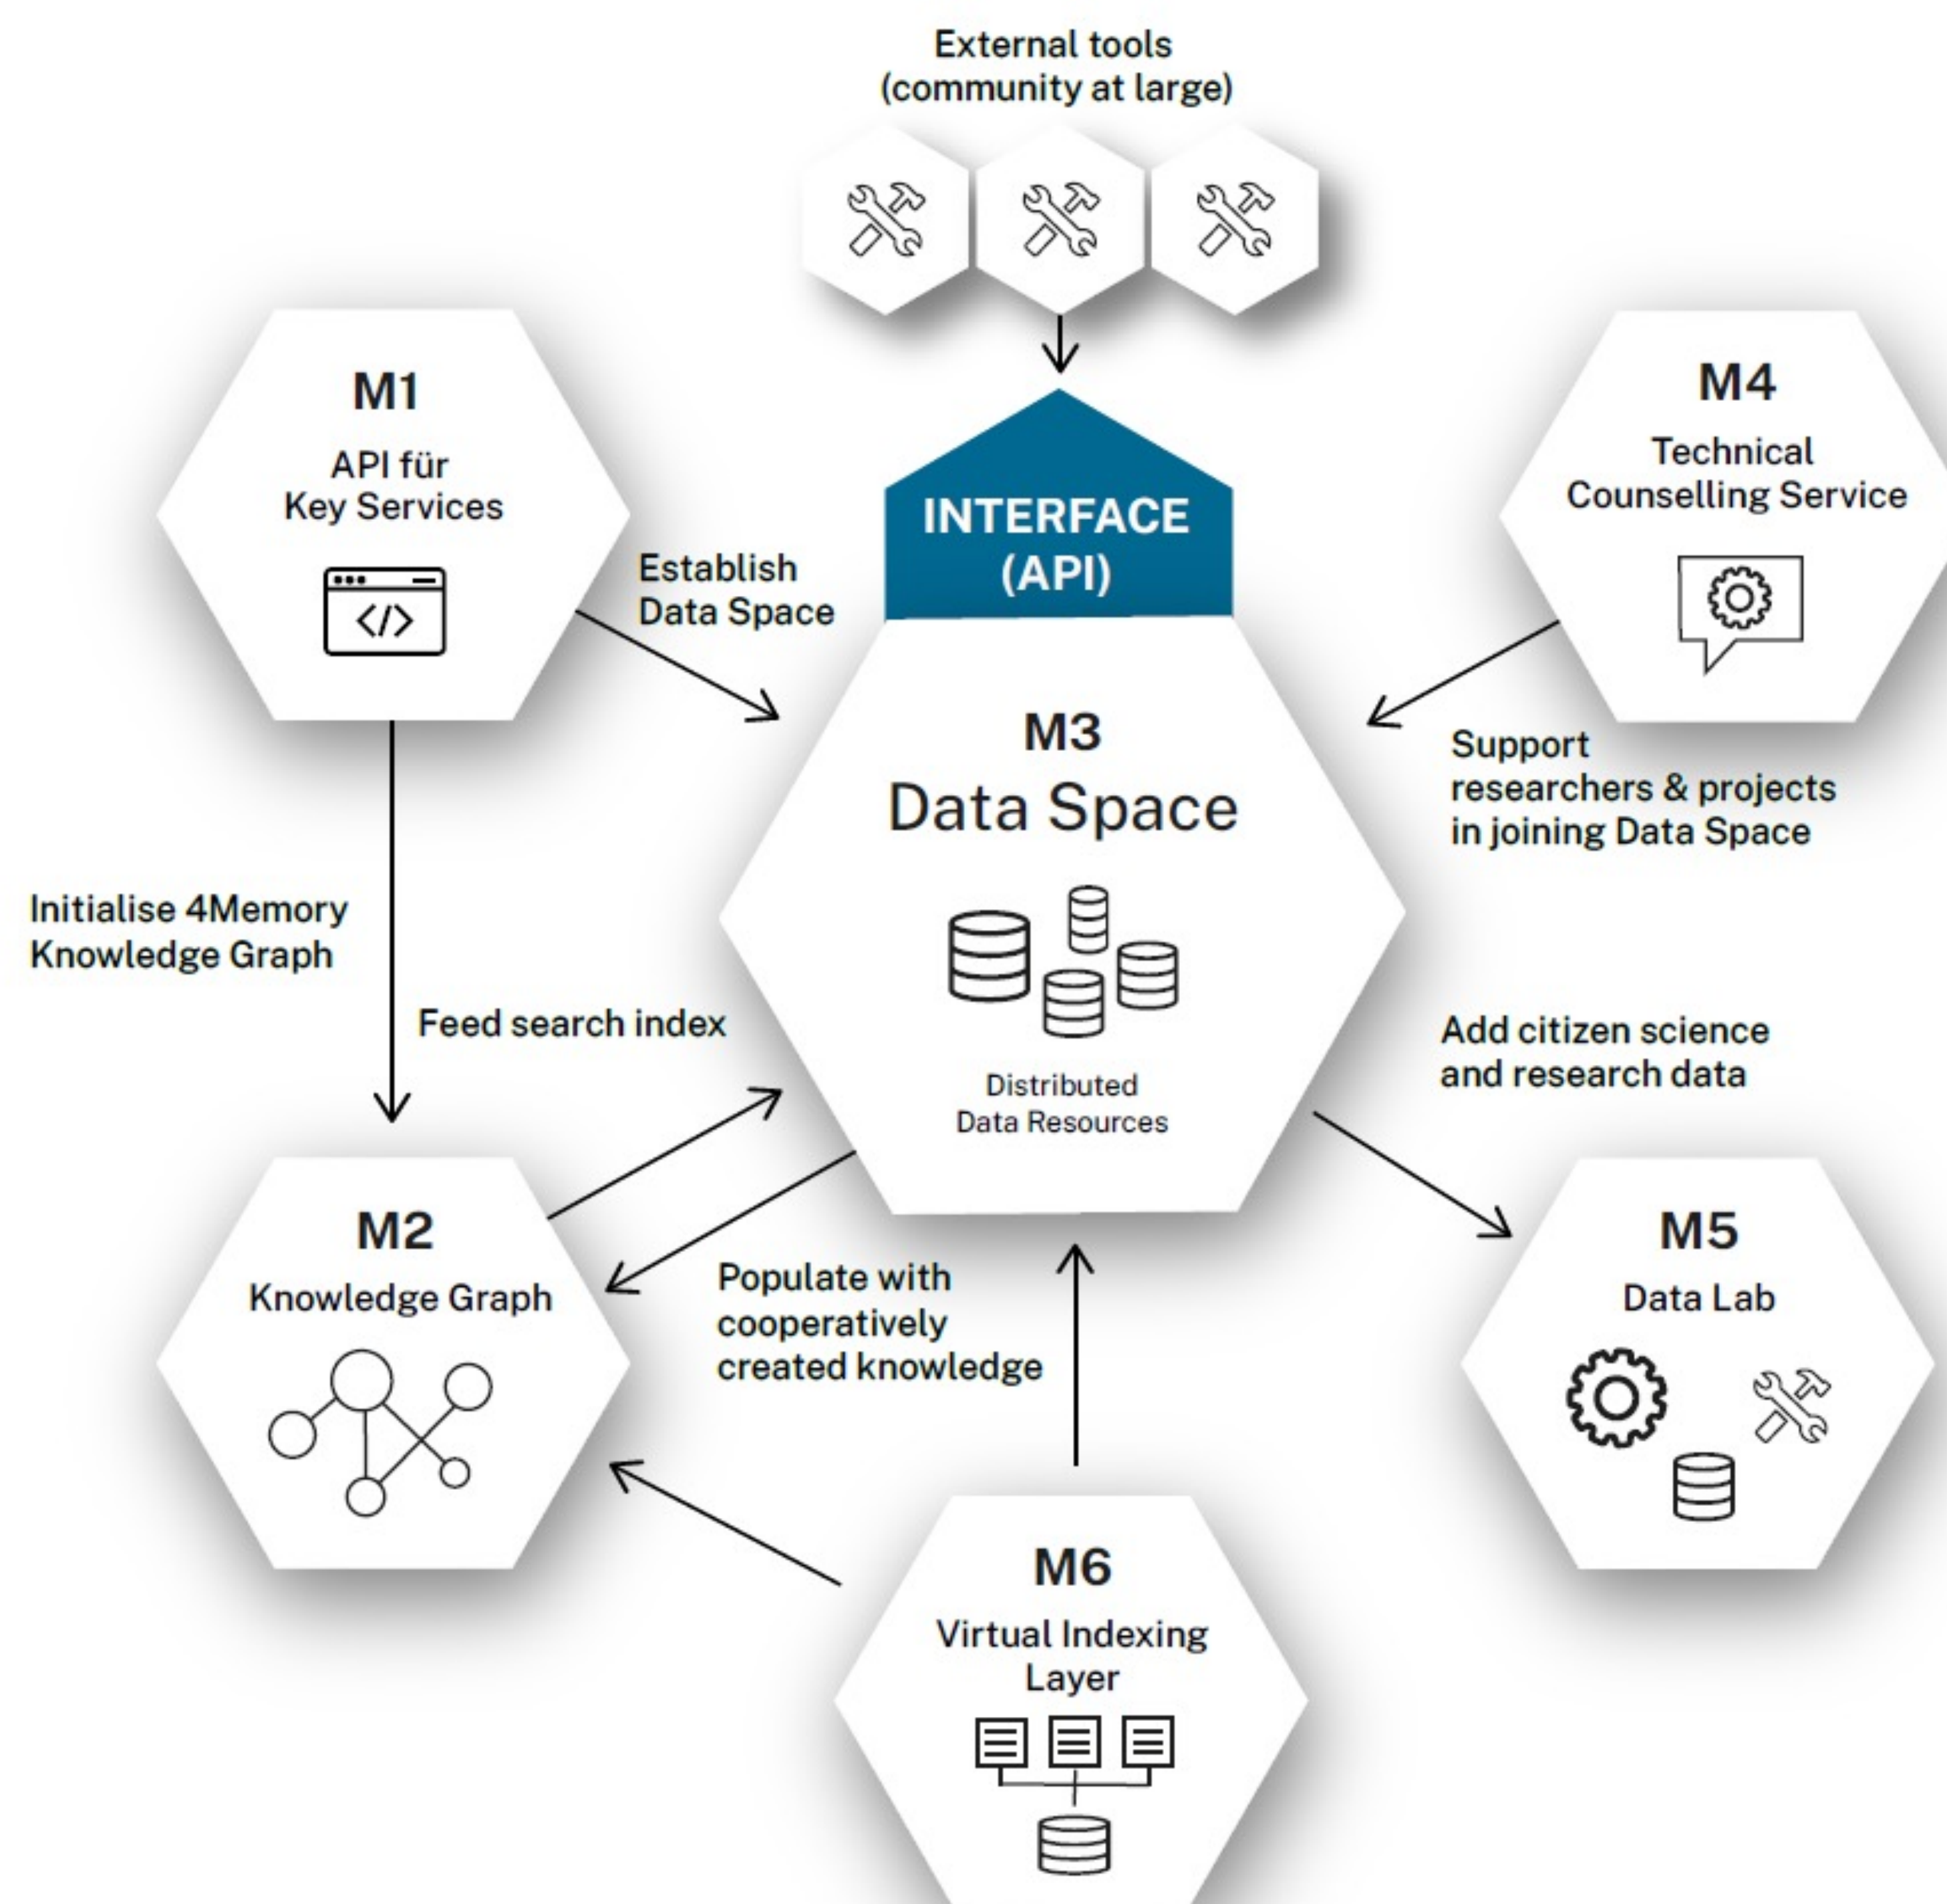 External tools
(community at large)
M1
API für
Key Services
</>
INTERFACE
(API)
M4
Technical
Counselling Service
Establish
Data Space
M3
Data Space
Distributed
Data Resources
Support
researchers & projects
in joining Data Space
Initialise 4Memory
Knowledge Graph
Feed search index
Add citizen science
and research data
M2
Knowledge Graph
Populate with
cooperatively
created knowledge
M5
Data Lab
M6
Virtual Indexing
Layer